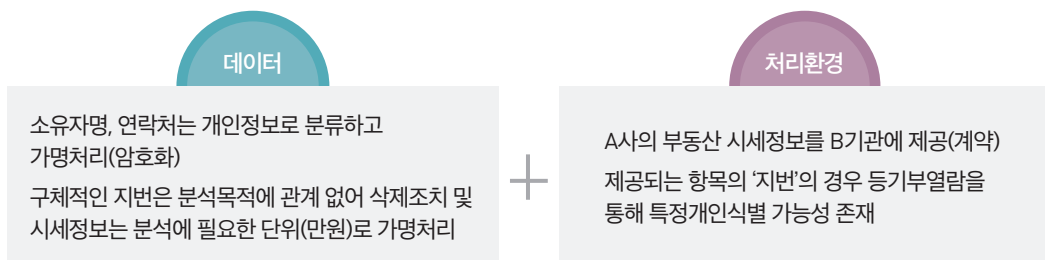 데이터
소유자명, 연락처는 개인정보로 분류하고
가명처리(암호화)
구체적인 지번은 분석목적에 관계 없어 삭제조치 및
시세정보는 분석에 필요한 단위(만원)로 가명처리
처리환경
A사의 부동산 시세정보를 B기관에 제공(계약)
제공되는 항목의 ‘지번’의 경우 등기부열람을
통해 특정개인식별 가능성 존재